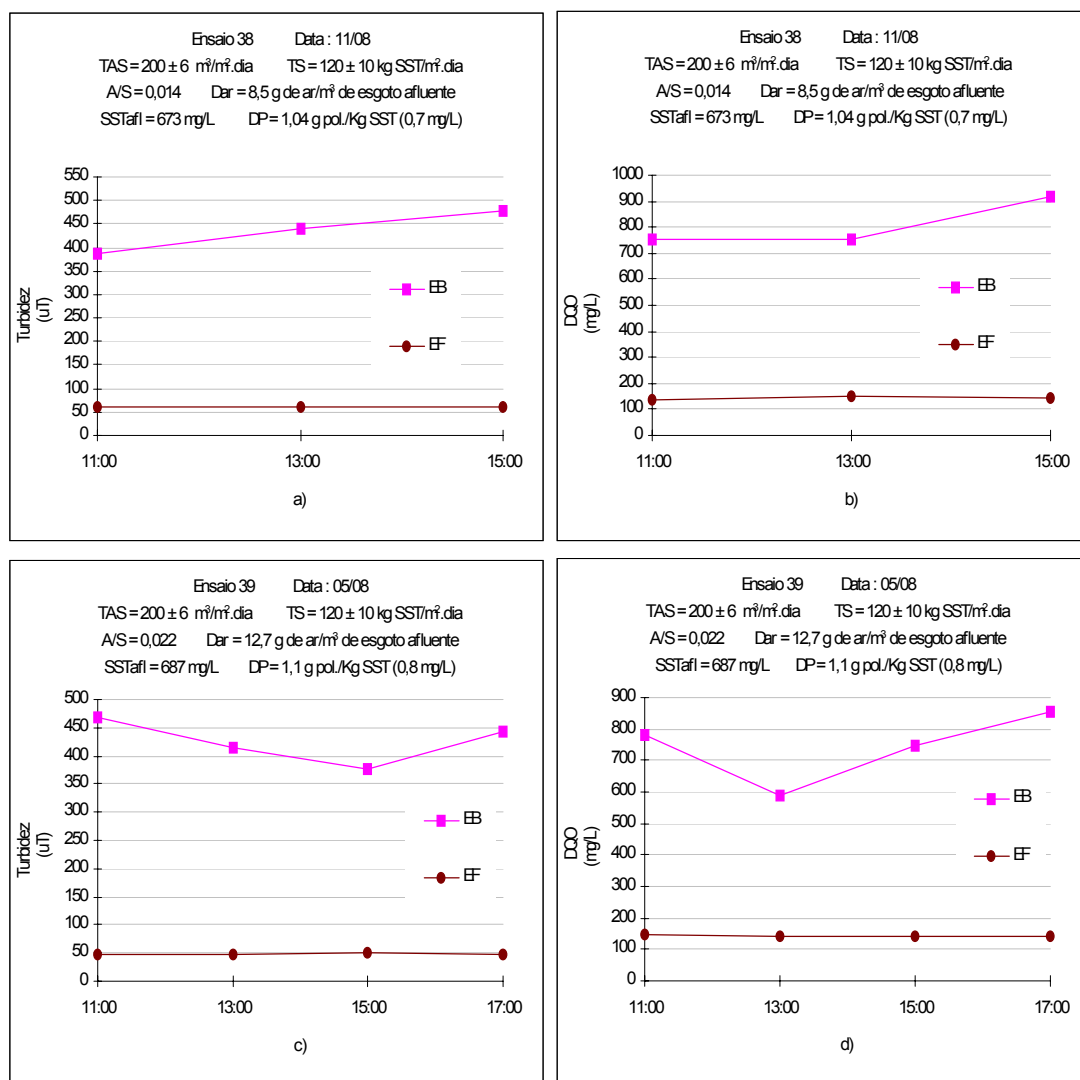 Ensaio 38 Data : 11/08
TAS = 200 ± 6 m³/m².dia TS = 120 ± 10 kg SST/m².dia
A/S = 0,014 Dar = 8,5 g de ar/m³ de esgoto afluente
SSTafl = 673 mg/L DP = 1,04 g pol./Kg SST (0,7 mg/L)
550
500
450
400
350
300
250
200
150
100
50
0
Turbidez
(uT)
EB
EF
11:00 13:00 15:00
a)
Ensaio 38 Data : 11/08
TAS = 200 ± 6 m³/m².dia TS = 120 ± 10 kg SST/m².dia
A/S = 0,014 Dar = 8,5 g de ar/m³ de esgoto afluente
SSTafl = 673 mg/L DP = 1,04 g pol./Kg SST (0,7 mg/L)
1000
900
800
700
600
500
400
300
200
100
0
DQO
(mg/L)
EB
EF
11:00 13:00 15:00
b)
Ensaio 39 Data : 05/08
TAS = 200 ± 6 m³/m².dia TS = 120 ± 10 kg SST/m².dia
A/S = 0,022 Dar = 12,7 g de ar/m³ de esgoto afluente
SSTafl = 687 mg/L DP = 1,1 g pol./Kg SST (0,8 mg/L)
500
450
400
350
300
250
200
150
100
50
0
Turbidez
(uT)
EB
EF
11:00 13:00 15:00 17:00
c)
Ensaio 39 Data : 05/08
TAS = 200 ± 6 m³/m².dia TS = 120 ± 10 kg SST/m².dia
A/S = 0,022 Dar = 12,7 g de ar/m³ de esgoto afluente
SSTafl = 687 mg/L DP = 1,1 g pol./Kg SST (0,8 mg/L)
900
800
700
600
500
400
300
200
100
0
DQO
(mg/L)
EB
EF
11:00 13:00 15:00 17:00
d)